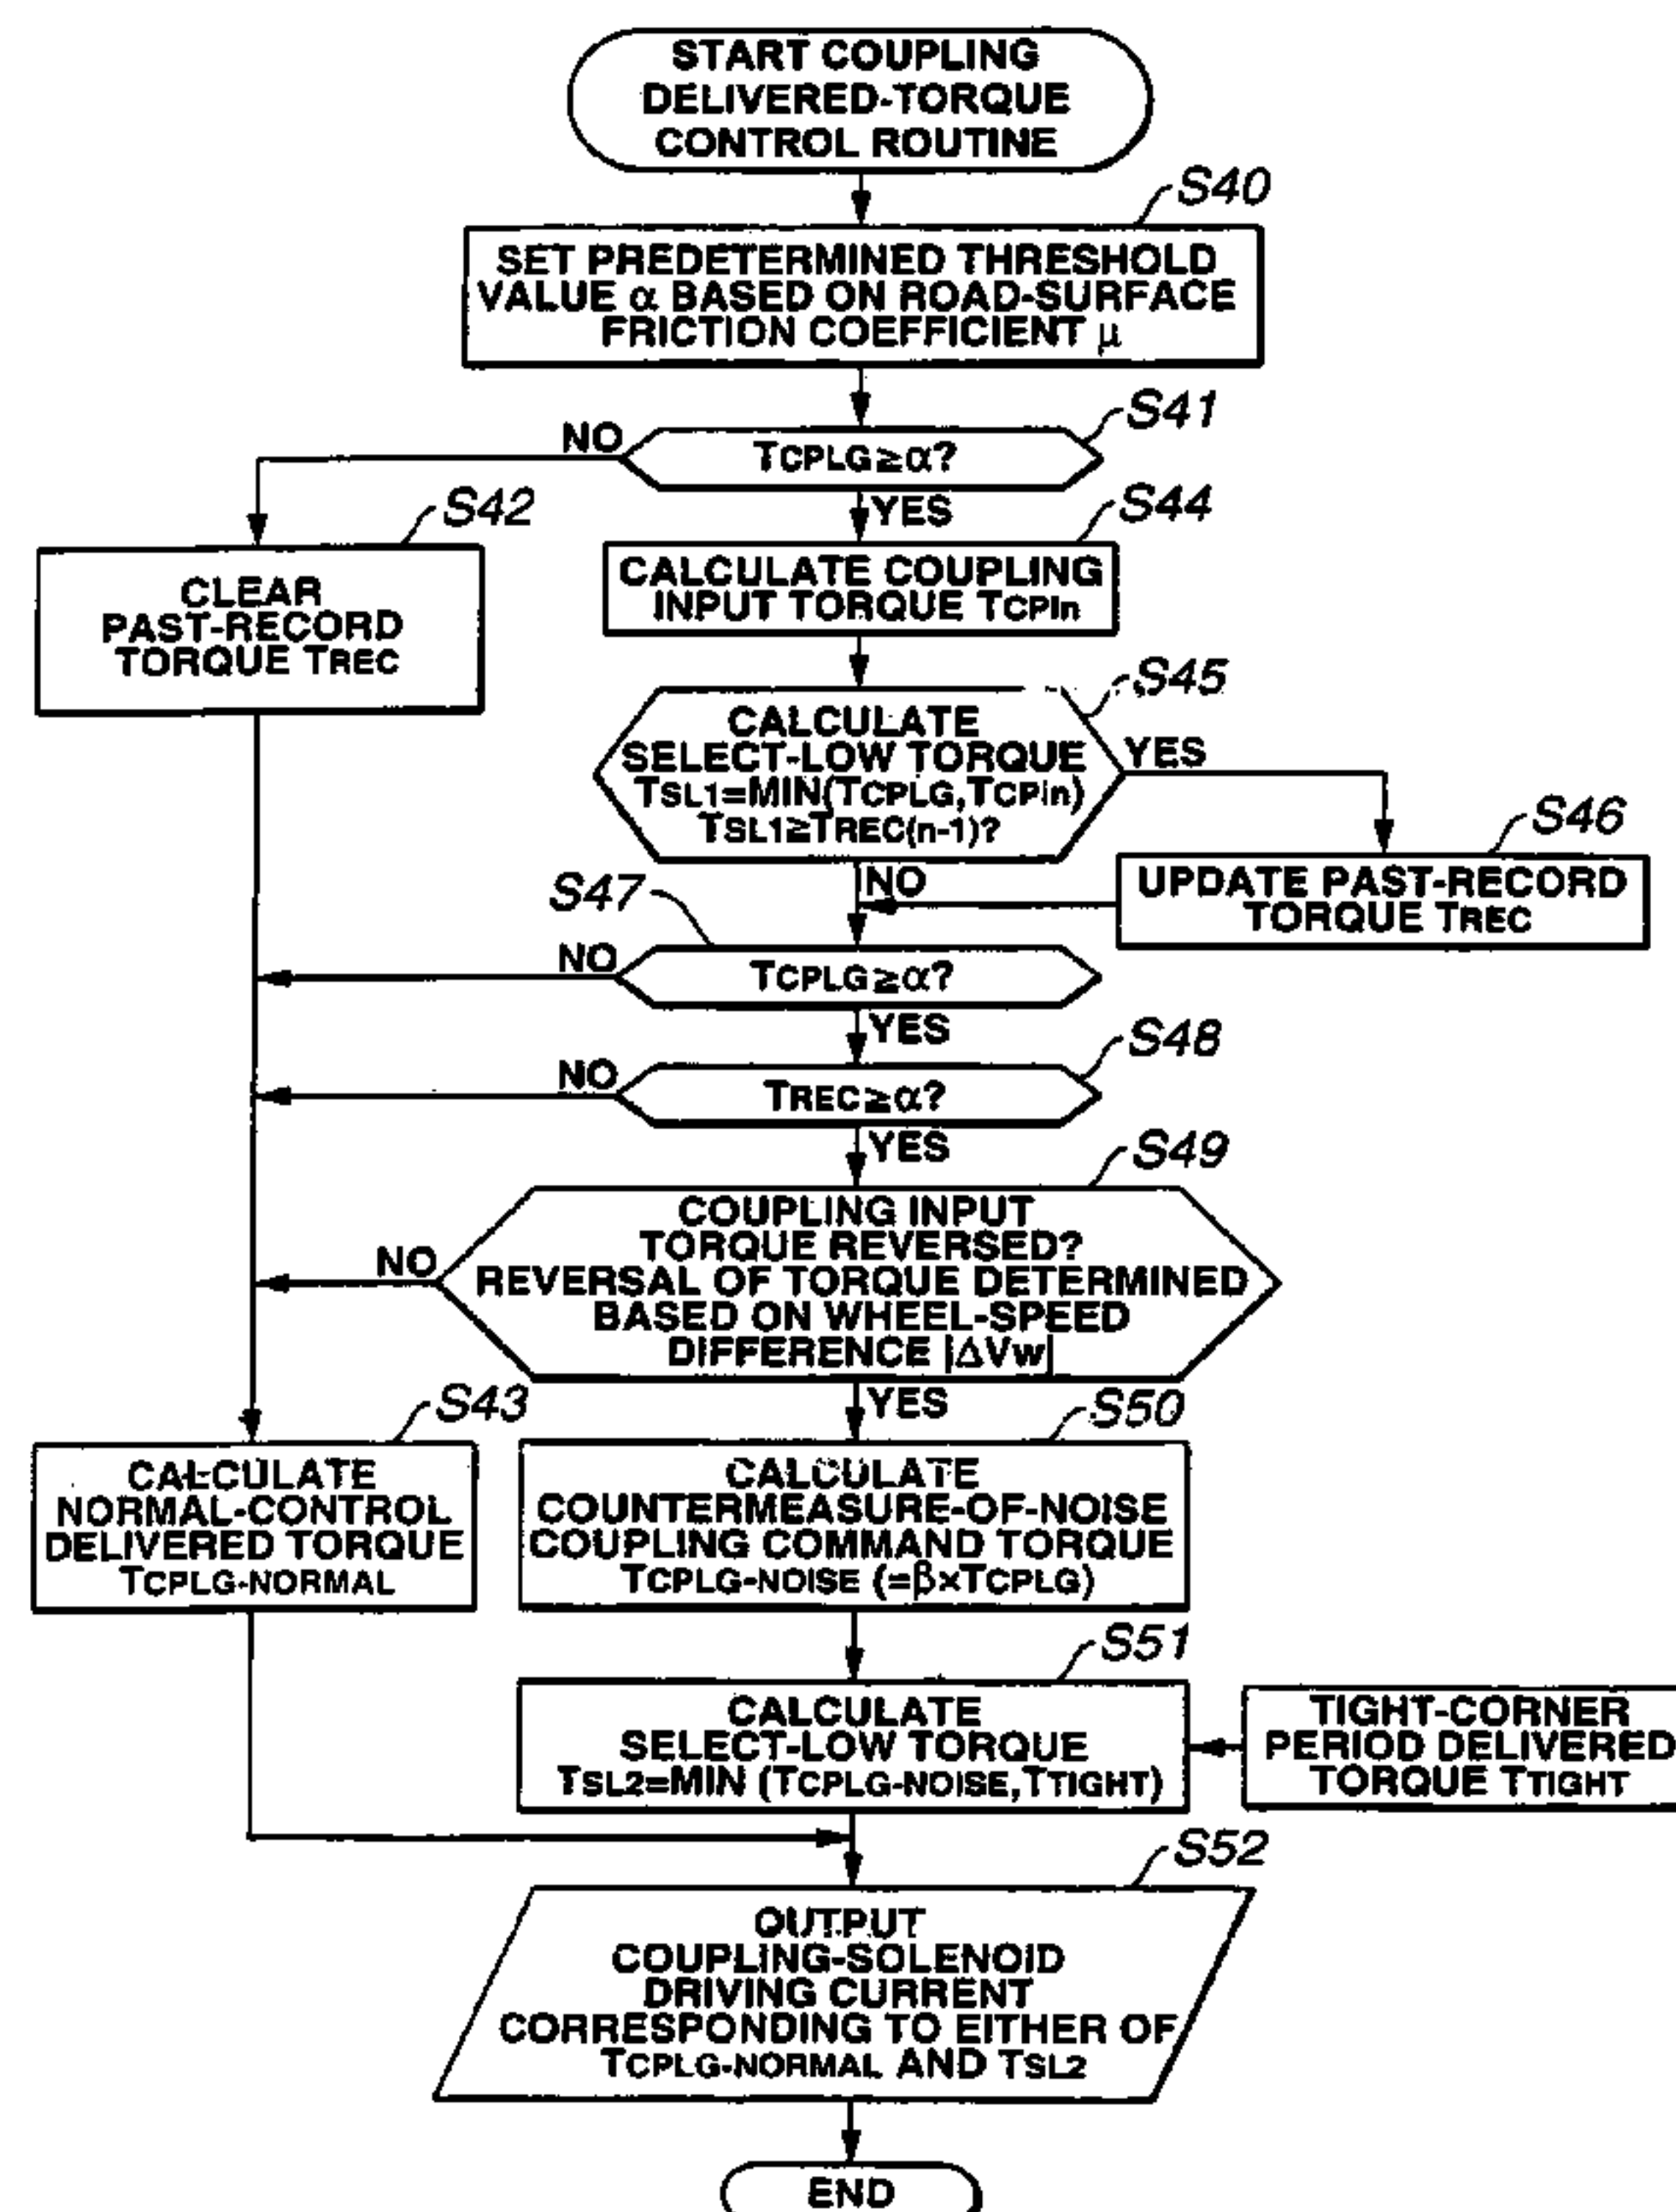 START COUPLING
DELIVERED-TORQUE
CONTROL ROUTINE
S40
SET PREDETERMINED THRESHOLD
VALUE α BASED ON ROAD-SURFACE
FRICTION COEFFICIENT μ
S41
NO
TCPLG≧α?
YES
S42
CLEAR
PAST-RECORD
TORQUE TREC
S44
CALCULATE COUPLING
INPUT TORQUE TCPin
S45
CALCULATE
SELECT-LOW TORQUE
TSL1=MIN(TCPLG,TCPin)
TSL1≧TREC(n-1)?
YES
NO
S46
UPDATE PAST-RECORD
TORQUE TREC
S47
NO
TCPLG≧α?
YES
S48
NO
TREC≧α?
YES
S49
COUPLING INPUT
TORQUE REVERSED?
REVERSAL OF TORQUE DETERMINED
BASED ON WHEEL-SPEED
DIFFERENCE |ΔVw|
NO
YES
S43
CALCULATE
NORMAL-CONTROL
DELIVERED TORQUE
TCPLG-NORMAL
S50
CALCULATE
COUNTERMEASURE-OF-NOISE
COUPLING COMMAND TORQUE
TCPLG-NOISE (=β×TCPLG)
S51
CALCULATE
SELECT-LOW TORQUE
TSL2=MIN (TCPLG-NOISE,TTIGHT)
TIGHT-CORNER
PERIOD DELIVERED
TORQUE TTIGHT
S52
OUTPUT
COUPLING-SOLENOID
DRIVING CURRENT
CORRESPONDING TO EITHER OF
TCPLG-NORMAL AND TSL2
END